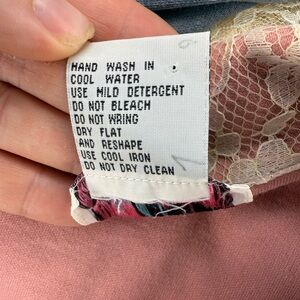 HAND WASH IN
COOL WATER
USE MILD DETERGENT
DO NOT BLEACH
DO NOT WRING
DRY FLAT
AND RESHAPE
USE COOL IRON
DO NOT DRY CLEAN